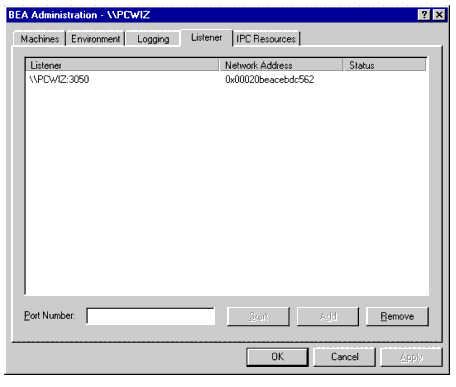 BEA Administration - \\PCWIZ
Machines Environment Logging Listener IPC Resources
Listener Network Address Status
\\PCWIZ:3050 0x00020beacebdc562
Port Number: Start Add Remove
OK Cancel Apply